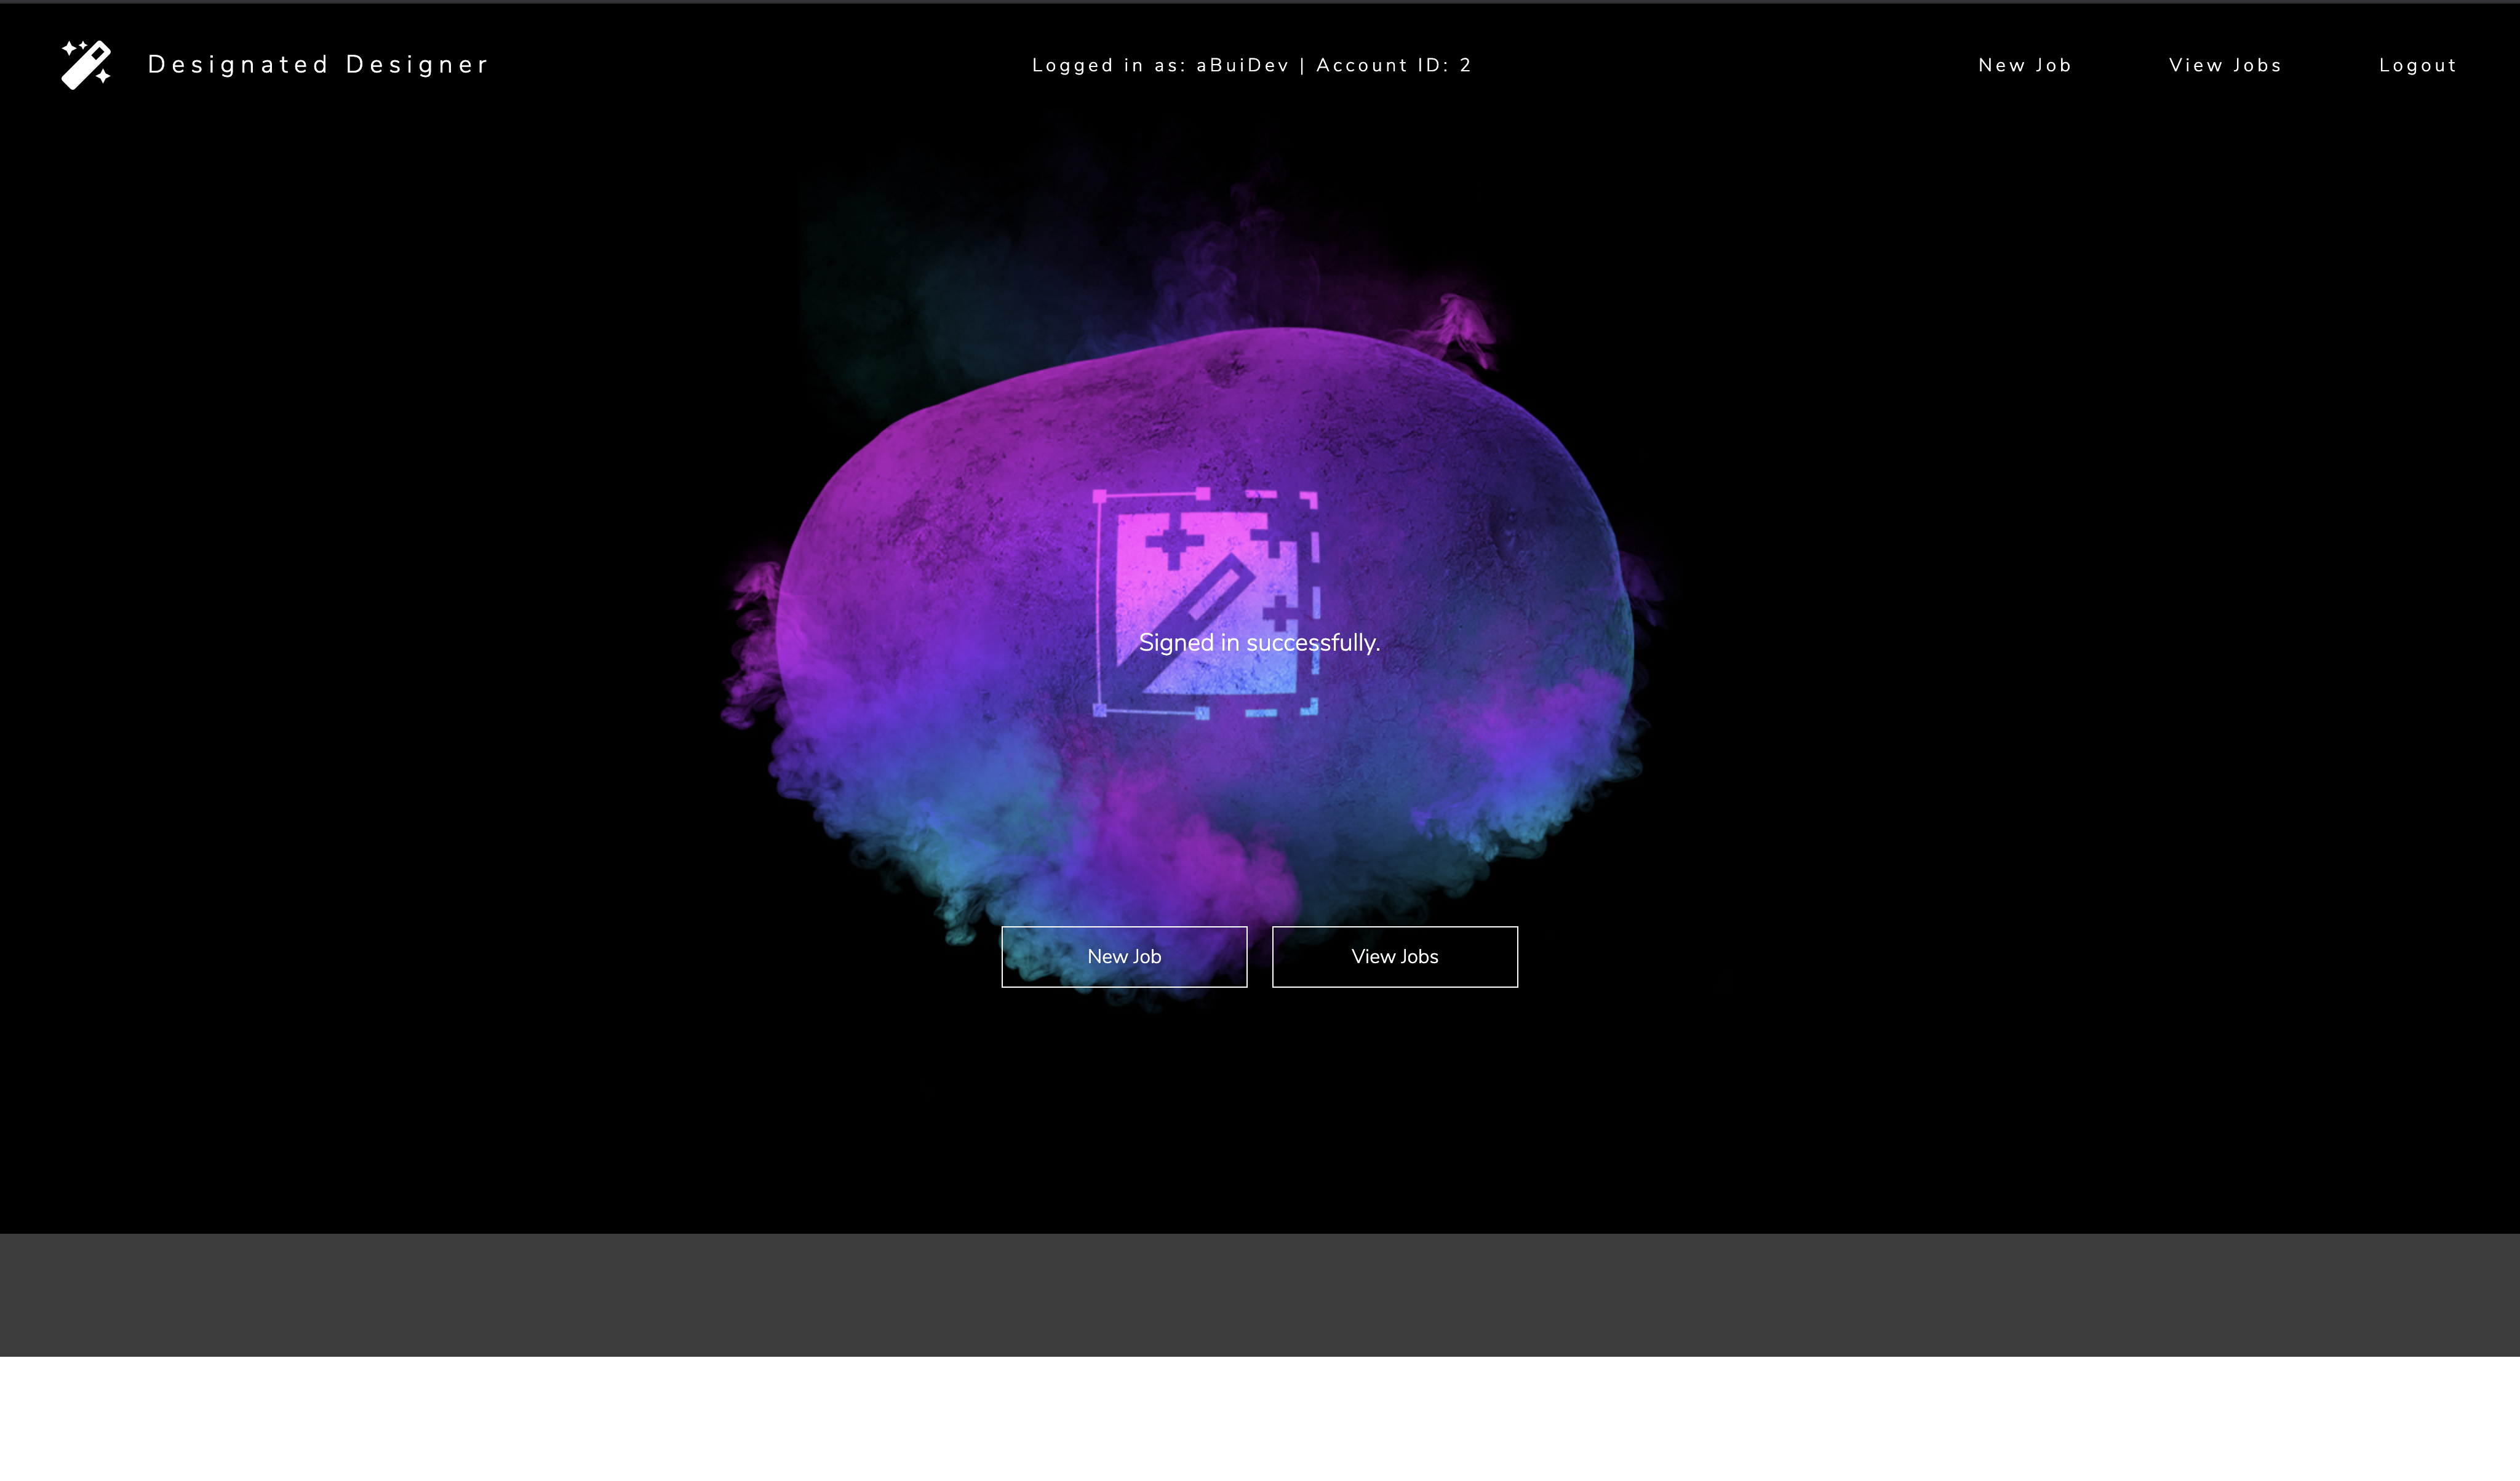 Designated Designer
Logged in as: aBuiDev | Account ID: 2
New Job
View Jobs
Logout
Signed in successfully.
New Job
View Jobs